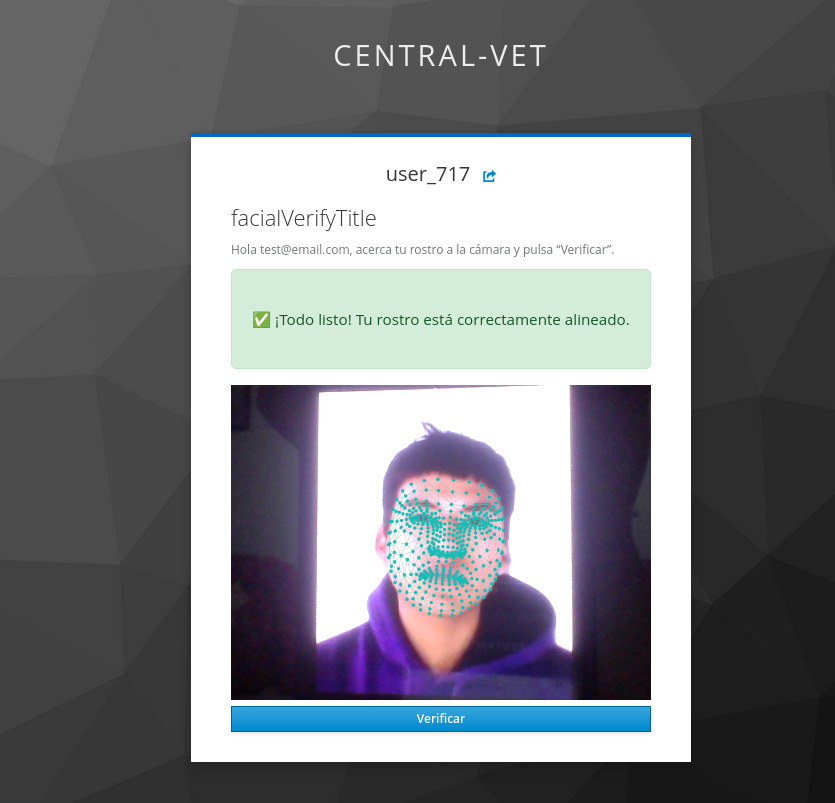 CENTRAL-VET
user_717
facialVerifyTitle
Hola test@email.com, acerca tu rostro a la cámara y pulsa “Verificar”.
✅ ¡Todo listo! Tu rostro está correctamente alineado.
Verificar